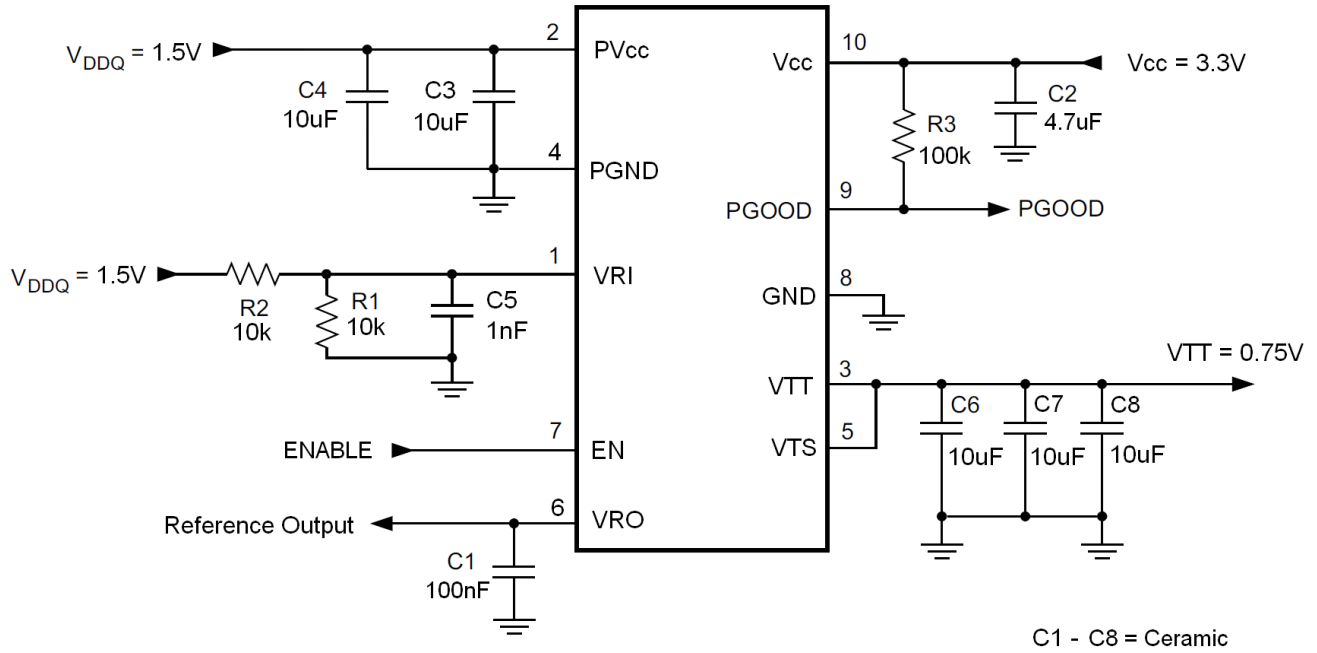 V_DDQ = 1.5V
2
PVcc
C4
10uF
C3
10uF
4
PGND
V_DDQ = 1.5V
R2
10k
R1
10k
C5
1nF
1
VRI
ENABLE
7
EN
Reference Output
6
VRO
C1
100nF
Vcc
10
Vcc = 3.3V
R3
100k
C2
4.7uF
PGOOD
9
PGOOD
GND
8
VTT
3
VTT = 0.75V
VTS
5
C6
10uF
C7
10uF
C8
10uF
C1 - C8 = Ceramic